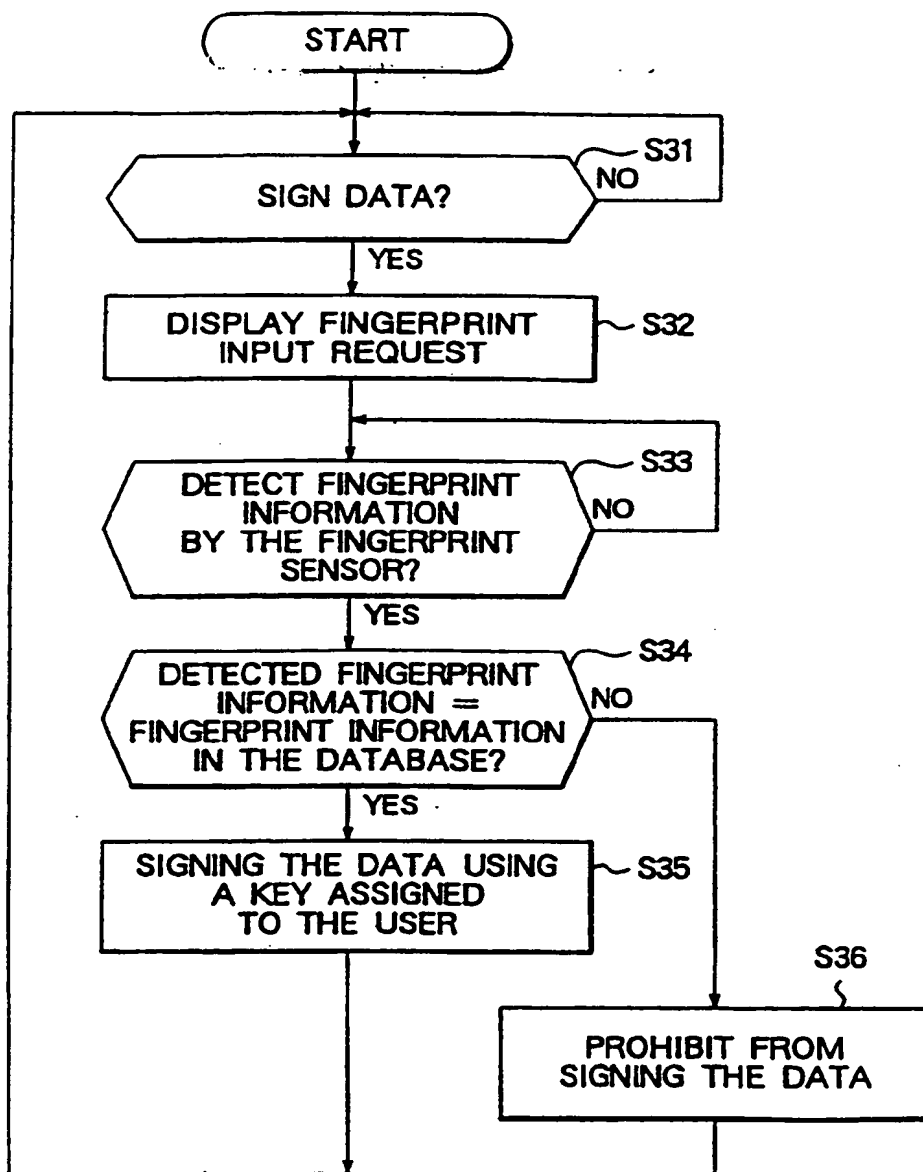 START
S31
NO
SIGN DATA?
YES
DISPLAY FINGERPRINT
INPUT REQUEST
S32
S33
DETECT FINGERPRINT
INFORMATION
BY THE FINGERPRINT
SENSOR?
NO
YES
S34
DETECTED FINGERPRINT
INFORMATION =
FINGERPRINT INFORMATION
IN THE DATABASE?
NO
YES
SIGNING THE DATA USING
A KEY ASSIGNED
TO THE USER
S35
S36
PROHIBIT FROM
SIGNING THE DATA